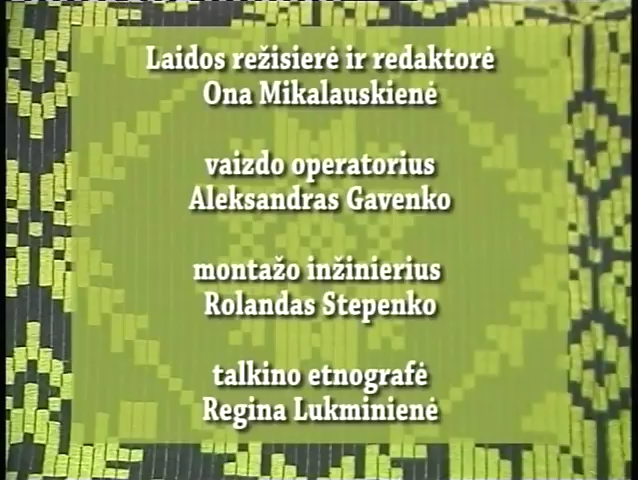 Laidos režisierė ir redaktorė
Ona Mikalauskienė
vaizdo operatorius
Aleksandras Gavenko
montažo inžinierius
Rolandas Stepenko
talkino etnografė
Regina Lukminienė